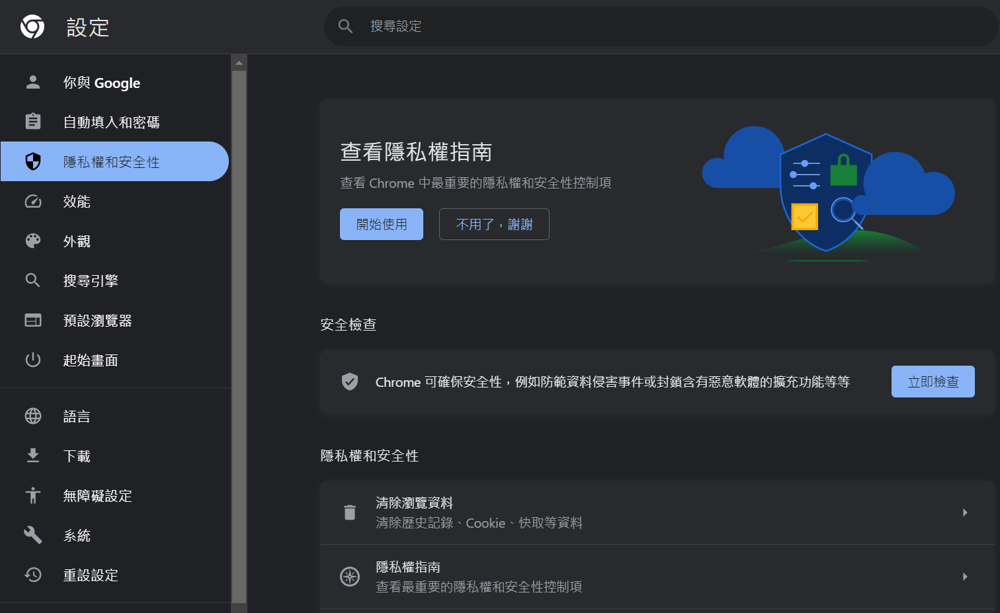 設定
搜尋設定
你與 Google
自動填入和密碼
隱私權和安全性
效能
外觀
搜尋引擎
預設瀏覽器
起始畫面
語言
下載
無障礙設定
系統
重設設定
查看隱私權指南
查看 Chrome 中最重要的隱私權和安全性控制項
開始使用
不用了，謝謝
安全檢查
Chrome 可確保安全性，例如防範資料侵害事件或封鎖含有惡意軟體的擴充功能等等
立即檢查
隱私權和安全性
清除瀏覽資料
清除歷史記錄、Cookie、快取等資料
隱私權指南
查看最重要的隱私權和安全性控制項